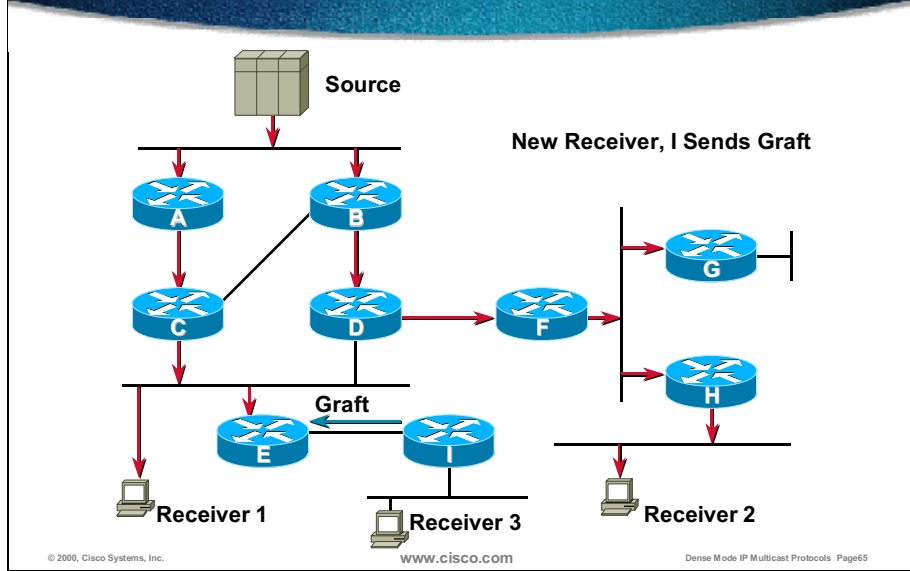 Source
New Receiver, I Sends Graft
A
B
G
C
D
F
H
Graft
E
I
Receiver 1
Receiver 3
Receiver 2
© 2000, Cisco Systems, Inc.
www.cisco.com
Dense Mode IP Multicast Protocols Page65